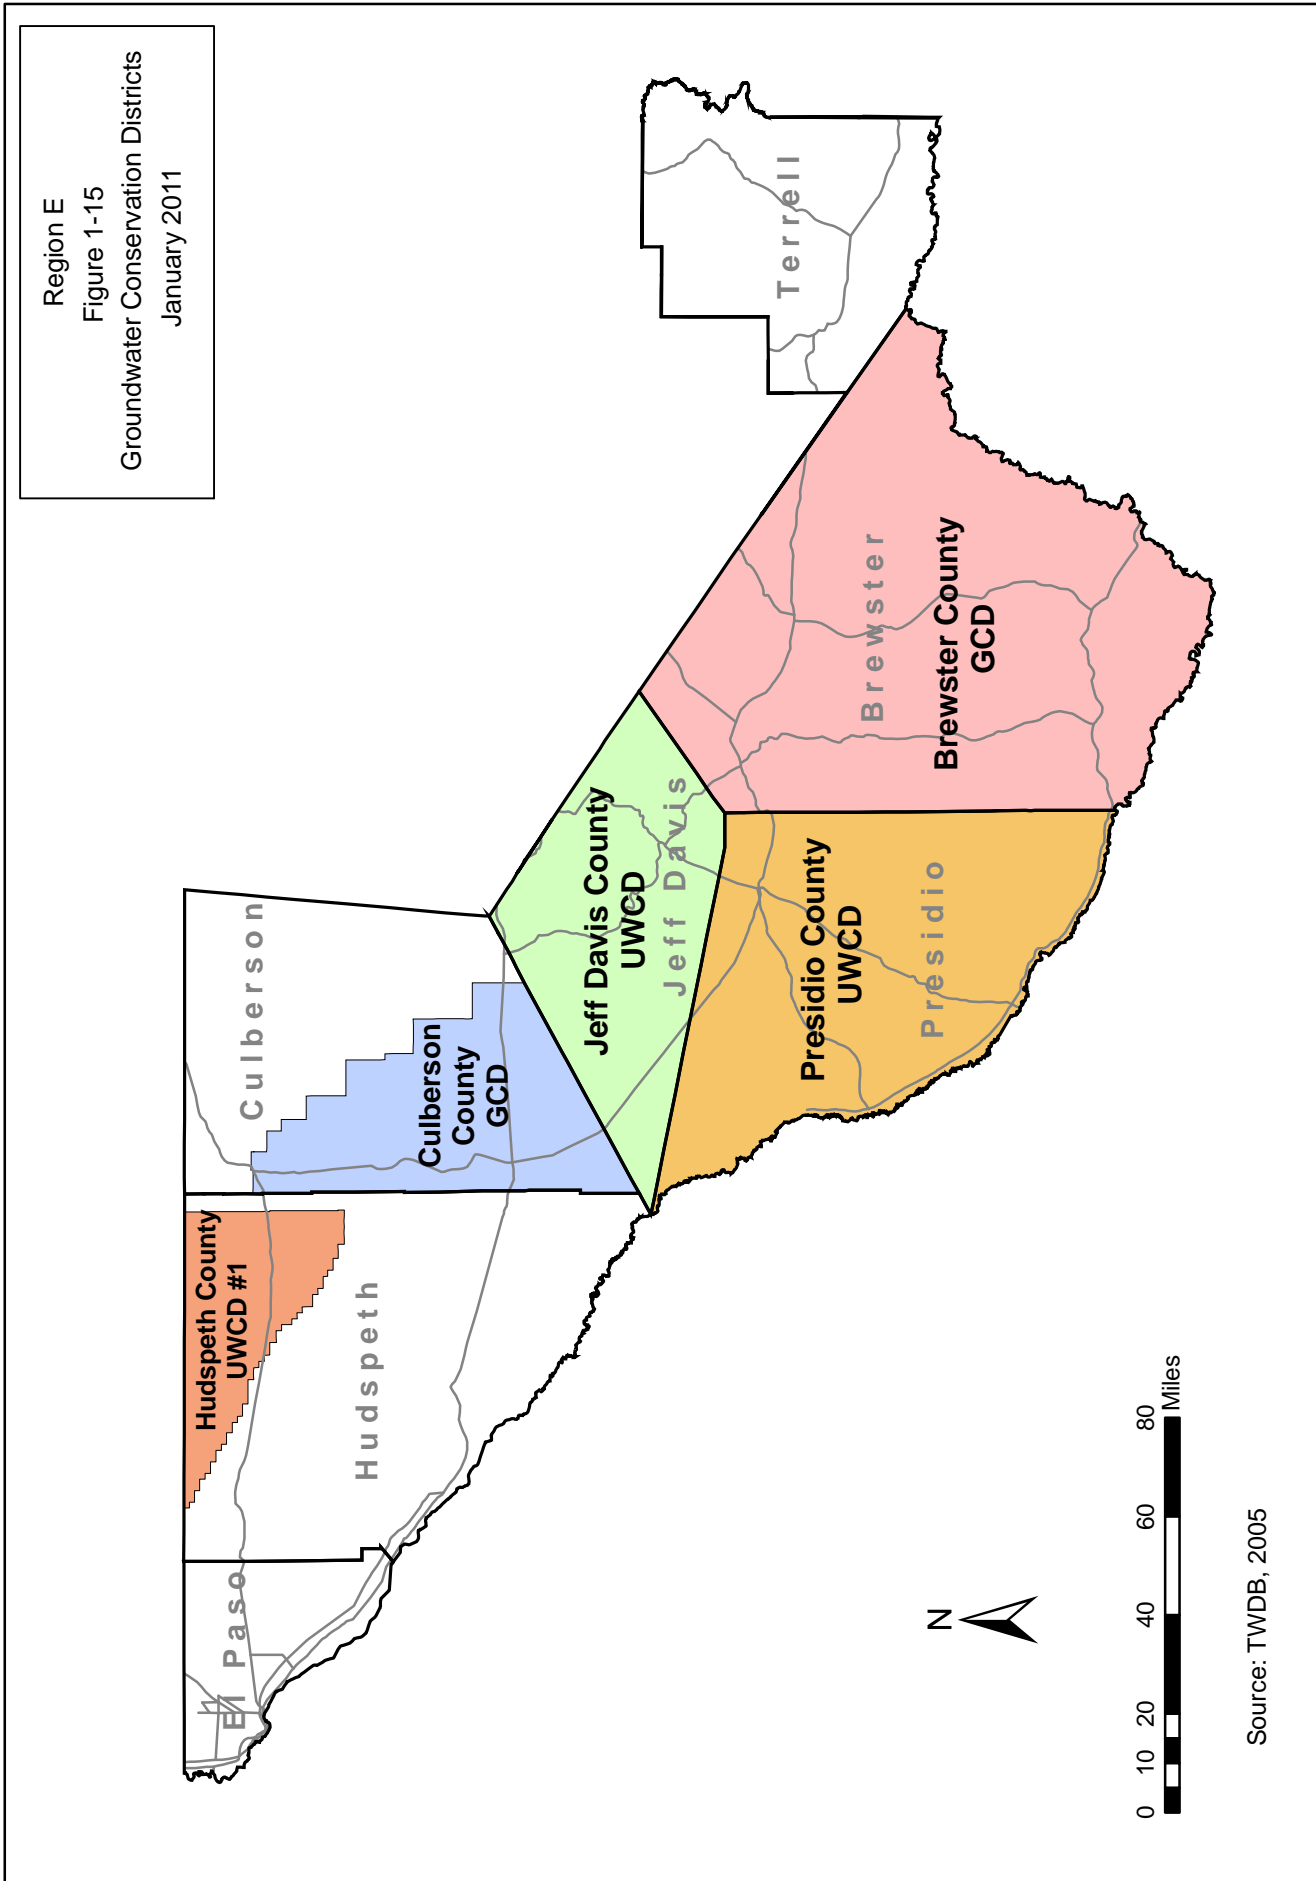 Region E
Figure 1-15
Groundwater Conservation Districts
January 2011
Hudspeth County
UWCD #1
El Paso
Hudspeth
Culberson
Culberson
County
GCD
Jeff Davis County
UWCD
Jeff Davis
Terrell
Presidio County
UWCD
Presidio
Brewster
Brewster County
GCD
N
0 10 20 40 60 80
Miles
Source: TWDB, 2005